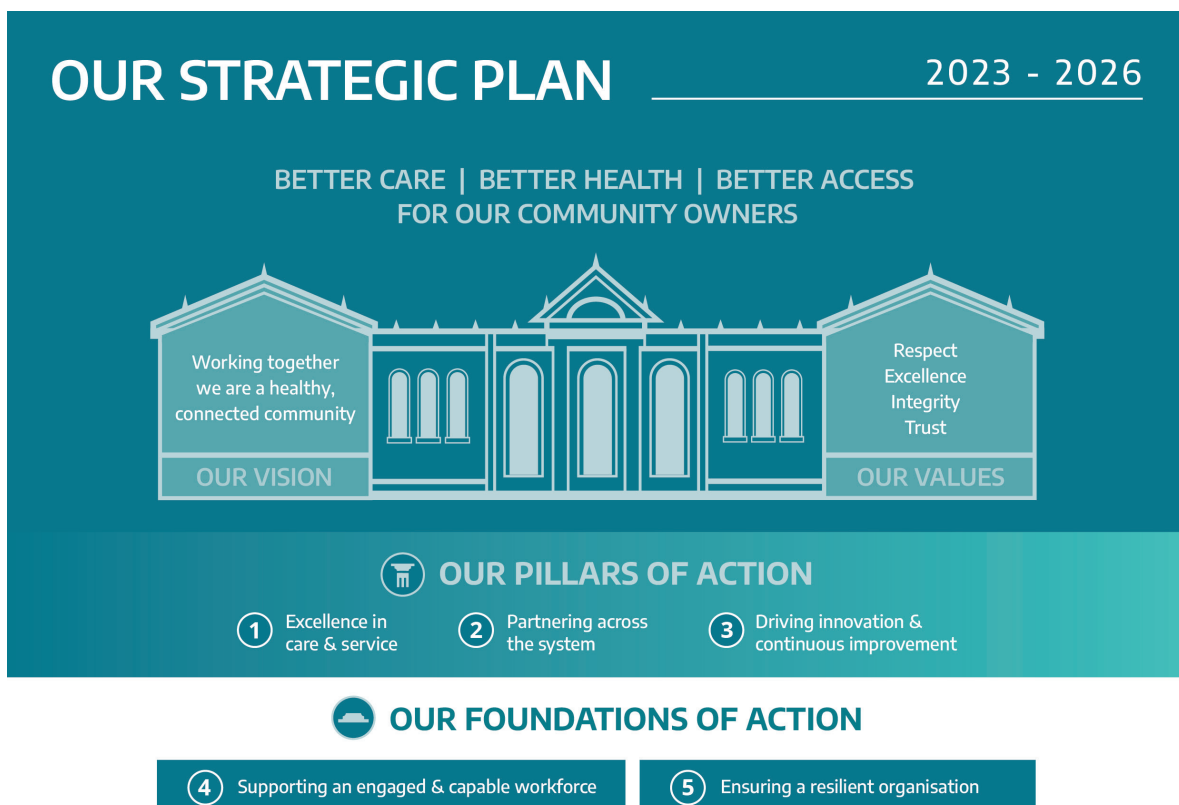 OUR STRATEGIC PLAN
2023 - 2026
BETTER CARE | BETTER HEALTH | BETTER ACCESS
FOR OUR COMMUNITY OWNERS
Working together
we are a healthy,
connected community
OUR VISION
Respect
Excellence
Integrity
Trust
OUR VALUES
OUR PILLARS OF ACTION
1 Excellence in
care & service
2 Partnering across
the system
3 Driving innovation &
continuous improvement
OUR FOUNDATIONS OF ACTION
4 Supporting an engaged & capable workforce
5 Ensuring a resilient organisation